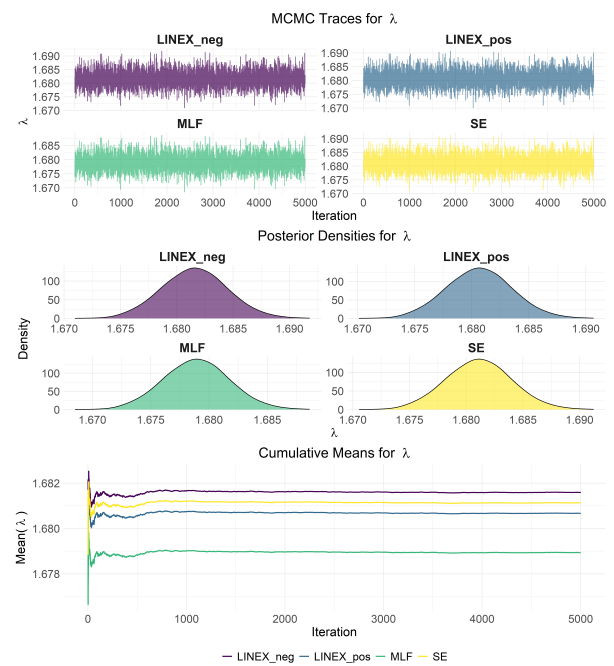 MCMC Traces for λ
LINEX_neg LINEX_pos
1.690 1.690
1.685 1.685
1.680 1.680
1.675 1.675
1.670 1.670
λ
MLF SE
1.685 1.690
1.680 1.685
1.675 1.680
1.670 1.675
1.670
0 1000 2000 3000 4000 5000 0 1000 2000 3000 4000 5000
Iteration
Posterior Densities for λ
LINEX_neg LINEX_pos
100 100
50 50
0 0
1.670 1.675 1.680 1.685 1.690 1.670 1.675 1.680 1.685 1.690
Density
MLF SE
100 100
50 50
0 0
1.670 1.675 1.680 1.685 1.670 1.675 1.680 1.685 1.690
λ
Cumulative Means for λ
1.682
1.680
1.678
Mean( λ )
0 1000 2000 3000 4000 5000
Iteration
LINEX_neg LINEX_pos MLF SE